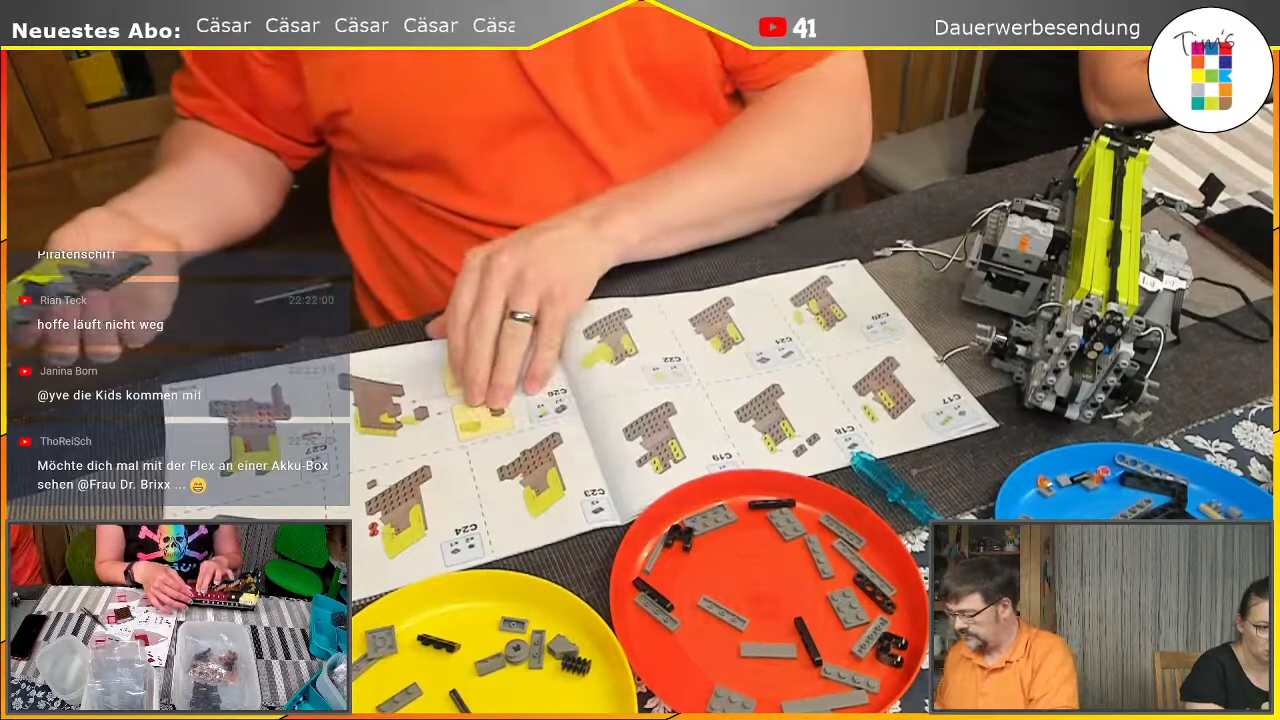 Neuestes Abo:
Cäsar Cäsar Cäsar Cäsar Cäsa
41
Dauerwerbesendung
Tim's
Piratenschiff
Rian Teck 22:22:00
hoffe läuft nicht weg
Janina Born
@yve die Kids kommen mit
ThoReiSch
Möchte dich mal mit der Flex an einer Akku-Box
sehen @Frau Dr. Brixx ... 😄
C20
C21
C22
C26
C27
C17
C18
C19
C23
C24